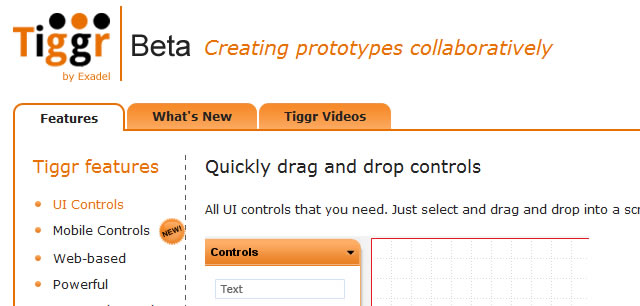 Tiggr
by Exadel
Beta
Creating prototypes collaboratively
Features
What's New
Tiggr Videos
Tiggr features
UI Controls
Mobile Controls
NEW!
Web-based
Powerful
Quickly drag and drop controls
All UI controls that you need. Just select and drag and drop into a scr
Controls
Text